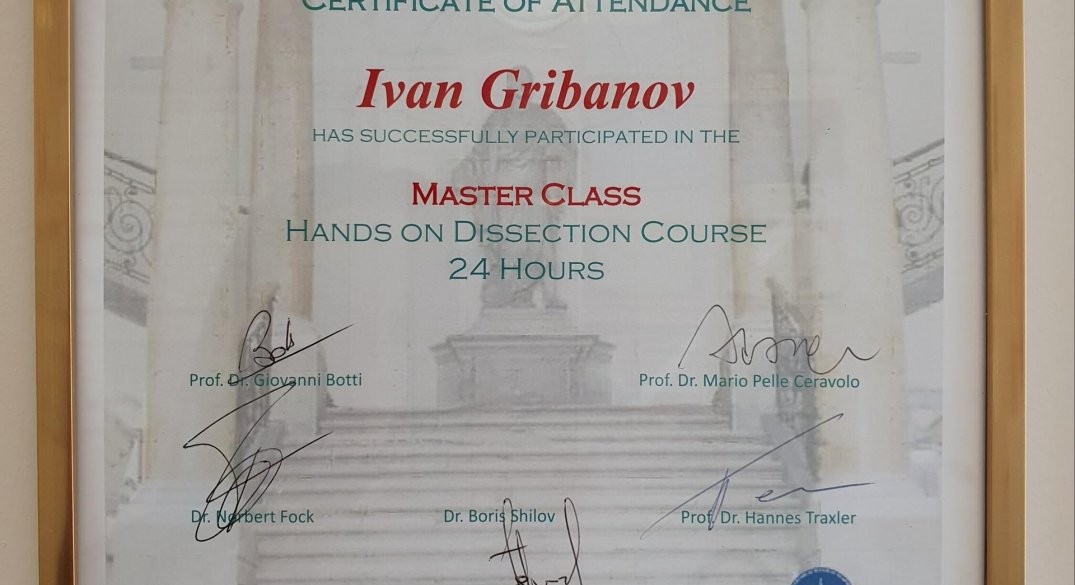 CERTIFICATE OF ATTENDANCE
Ivan Gribanov
HAS SUCCESSFULLY PARTICIPATED IN THE
MASTER CLASS
HANDS ON DISSECTION COURSE
24 HOURS
Prof. Dr. Giovanni Botti
Prof. Dr. Mario Pelle Ceravolo
Dr. Norbert Fock
Dr. Boris Shilov
Prof. Dr. Hannes Traxler